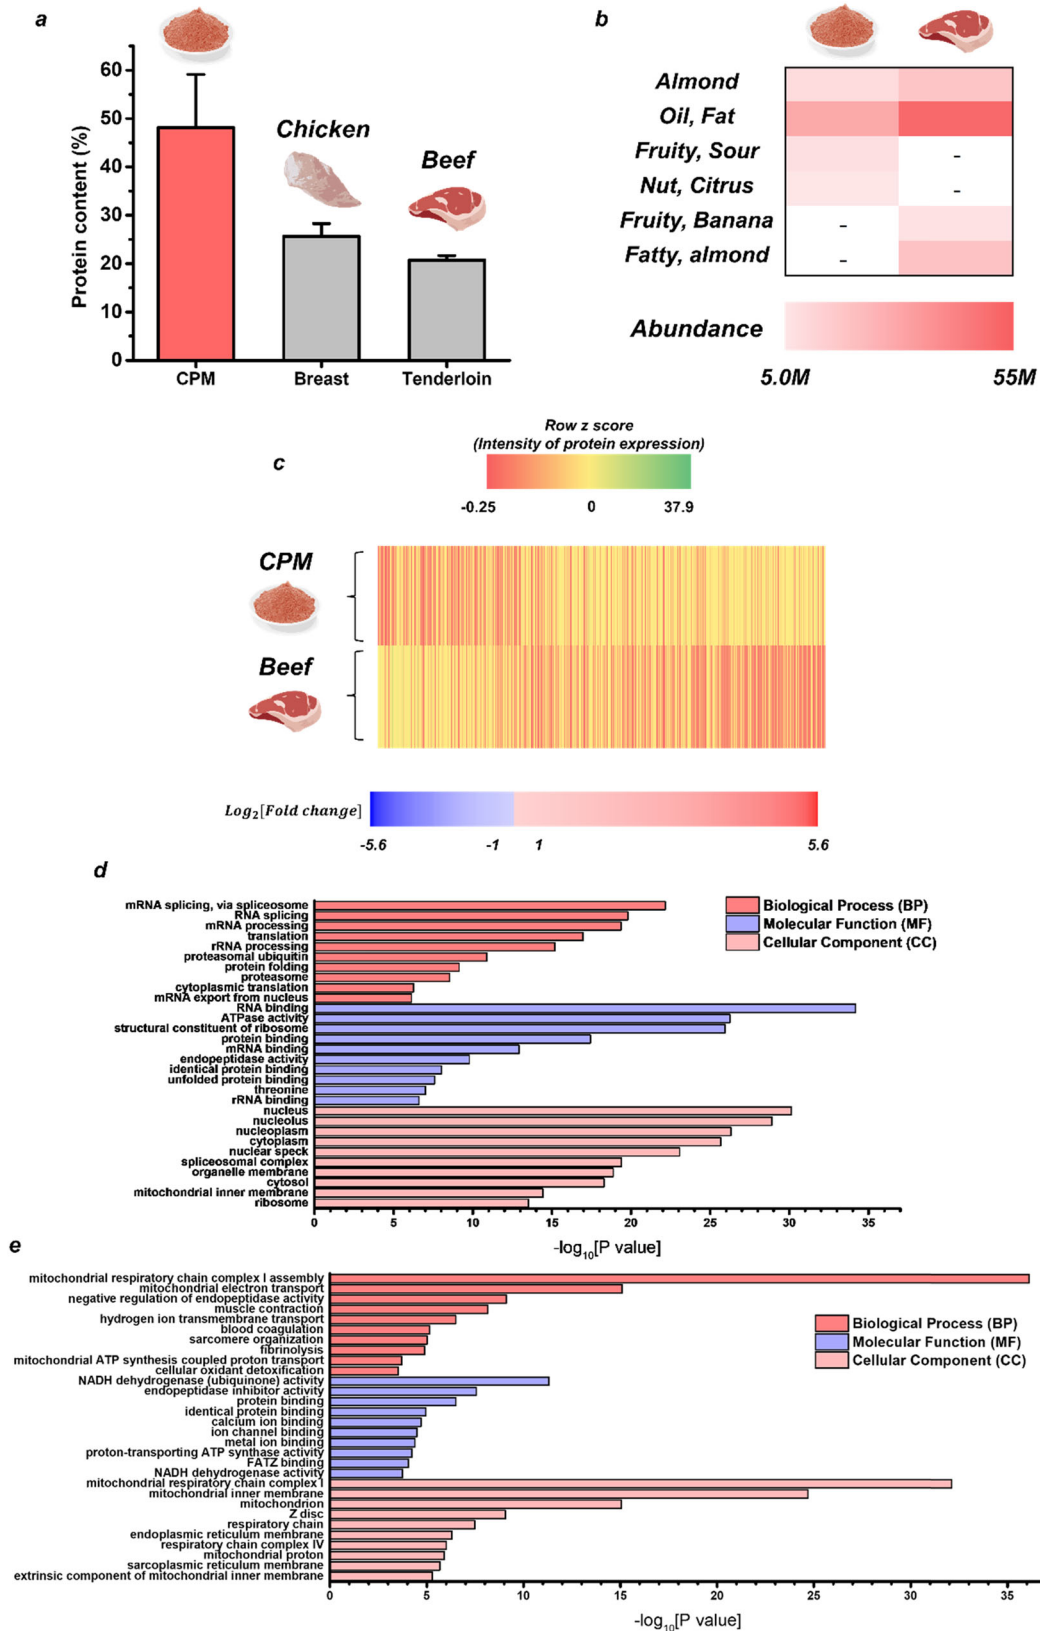 a
Protein content (%)
60
50
40
30
20
10
0
Chicken
Beef
CPM
Breast
Tenderloin
b
Almond
Oil, Fat
Fruity, Sour
-
Nut, Citrus
-
Fruity, Banana
-
Fatty, almond
-
Abundance
5.0M
55M
c
Row z score
(Intensity of protein expression)
-0.25
0
37.9
CPM
Beef
Log2[Fold change]
-5.6
-1
1
5.6
d
mRNA splicing, via spliceosome
RNA splicing
mRNA processing
translation
rRNA processing
proteasomal ubiquitin
protein folding
proteasome
cytoplasmic translation
mRNA export from nucleus
RNA binding
ATPase activity
structural constituent of ribosome
protein binding
mRNA binding
endopeptidase activity
identical protein binding
unfolded protein binding
threonine
rRNA binding
nucleus
nucleolus
nucleoplasm
cytoplasm
nuclear speck
spliceosomal complex
organelle membrane
cytosol
mitochondrial inner membrane
ribosome
Biological Process (BP)
Molecular Function (MF)
Cellular Component (CC)
0 5 10 15 20 25 30 35
-log10[P value]
e
mitochondrial respiratory chain complex I assembly
mitochondrial electron transport
negative regulation of endopeptidase activity
muscle contraction
hydrogen ion transmembrane transport
blood coagulation
sarcomere organization
fibrinolysis
mitochondrial ATP synthesis coupled proton transport
cellular oxidant detoxification
NADH dehydrogenase (ubiquinone) activity
endopeptidase inhibitor activity
protein binding
identical protein binding
calcium ion binding
ion channel binding
metal ion binding
proton-transporting ATP synthase activity
FATZ binding
NADH dehydrogenase activity
mitochondrial respiratory chain complex I
mitochondrial inner membrane
mitochondrion
Z disc
respiratory chain
endoplasmic reticulum membrane
respiratory chain complex IV
mitochondrial proton
sarcoplasmic reticulum membrane
extrinsic component of mitochondrial inner membrane
Biological Process (BP)
Molecular Function (MF)
Cellular Component (CC)
0 5 10 15 20 25 30 35
-log10[P value]